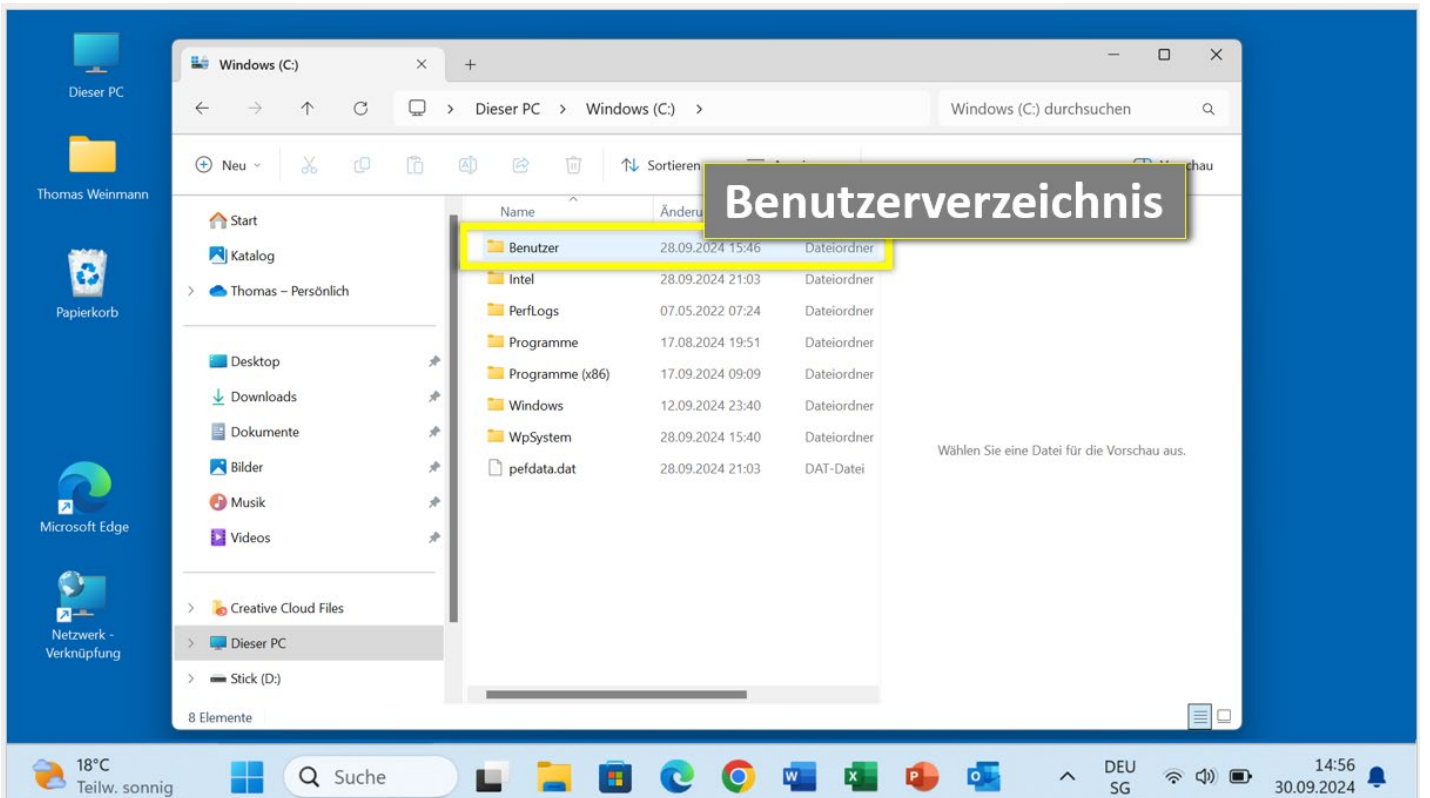 Dieser PC
Thomas Weinmann
Papierkorb
Microsoft Edge
Netzwerk -
Verknüpfung
Windows (C:)
Dieser PC > Windows (C:) >
Windows (C:) durchsuchen
Neu
Sortieren
Benutzerverzeichnis
Start
Katalog
Thomas – Persönlich
Desktop
Downloads
Dokumente
Bilder
Musik
Videos
Creative Cloud Files
Dieser PC
Stick (D:)
Name
Benutzer 28.09.2024 15:46 Dateiordner
Intel 28.09.2024 21:03 Dateiordner
PerfLogs 07.05.2022 07:24 Dateiordner
Programme 17.08.2024 19:51 Dateiordner
Programme (x86) 17.09.2024 09:09 Dateiordner
Windows 12.09.2024 23:40 Dateiordner
WpSystem 28.09.2024 15:40 Dateiordner
pefdata.dat 28.09.2024 21:03 DAT-Datei
Wählen Sie eine Datei für die Vorschau aus.
8 Elemente
18°C
Teilw. sonnig
Suche
DEU
SG
14:56
30.09.2024